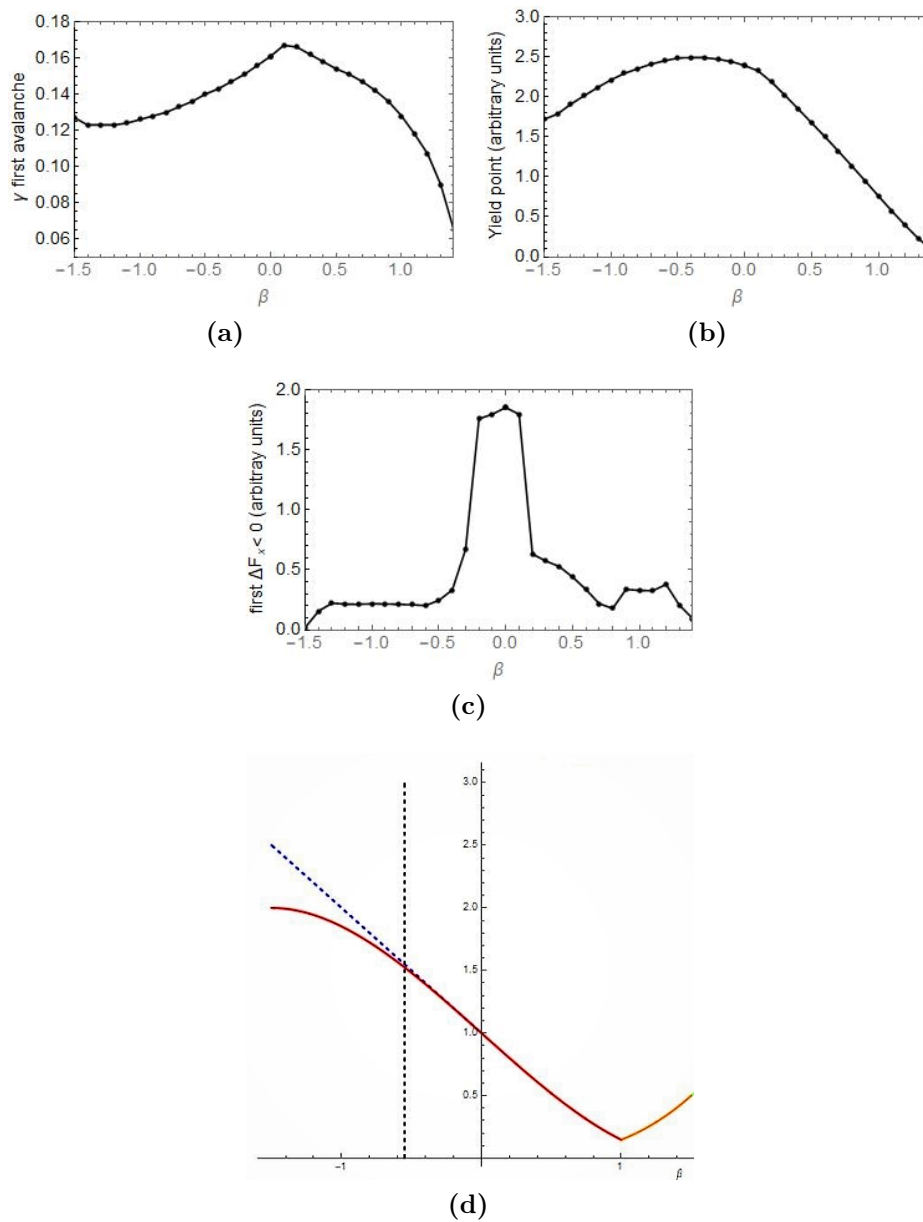 0.18
0.16
0.14
0.12
0.10
0.08
0.06
γ first avalanche
−1.5 −1.0 −0.5 0.0 0.5 1.0
β
(a)
3.0
2.5
2.0
1.5
1.0
0.5
0.0
Yield point (arbitrary units)
−1.5 −1.0 −0.5 0.0 0.5 1.0
β
(b)
2.0
1.5
1.0
0.5
0.0
first ΔFₓ< 0 (arbitray units)
−1.5 −1.0 −0.5 0.0 0.5 1.0
β
(c)
3.0
2.5
2.0
1.5
1.0
0.5
-1 1
β
(d)